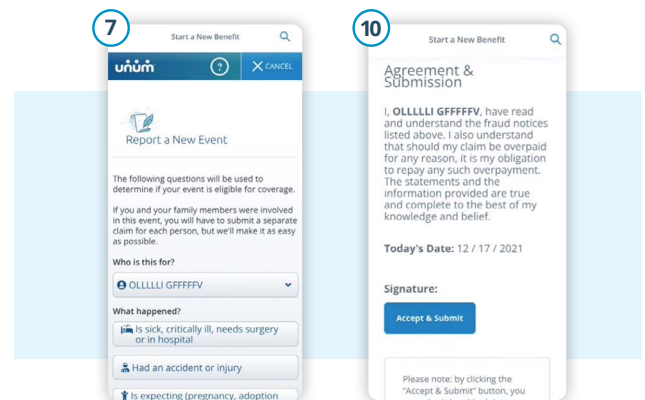 7
Start a New Benefit
unum
?
CANCEL
Report a New Event
The following questions will be used to
determine if your event is eligible for coverage.
If you and your family members were involved
in this event, you will have to submit a separate
claim for each person, but we'll make it as easy
as possible.
Who is this for?
OLLLLLI GFFFFFV
What happened?
Is sick, critically ill, needs surgery
or in hospital
Had an accident or injury
Is expecting (pregnancy, adoption
10
Start a New Benefit
Agreement &
Submission
I, OLLLLLI GFFFFFV, have read
and understand the fraud notices
listed above. I also understand
that should my claim be overpaid
for any reason, it is my obligation
to repay any such overpayment.
The statements and the
information provided are true
and complete to the best of my
knowledge and belief.
Today's Date: 12 / 17 / 2021
Signature:
Accept & Submit
Please note: by clicking the
"Accept & Submit" button, you